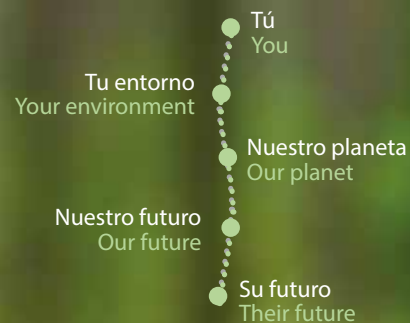 Tú
You
Tu entorno
Your environment
Nuestro planeta
Our planet
Nuestro futuro
Our future
Su futuro
Their future